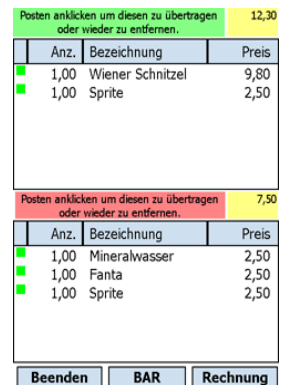 Posten anklicken um diesen zu übertragen 12,30
oder wieder zu entfernen.
Anz. Bezeichnung Preis
1,00 Wiener Schnitzel 9,80
1,00 Sprite 2,50
Posten anklicken um diesen zu übertragen 7,50
oder wieder zu entfernen.
Anz. Bezeichnung Preis
1,00 Mineralwasser 2,50
1,00 Fanta 2,50
1,00 Sprite 2,50
Beenden BAR Rechnung